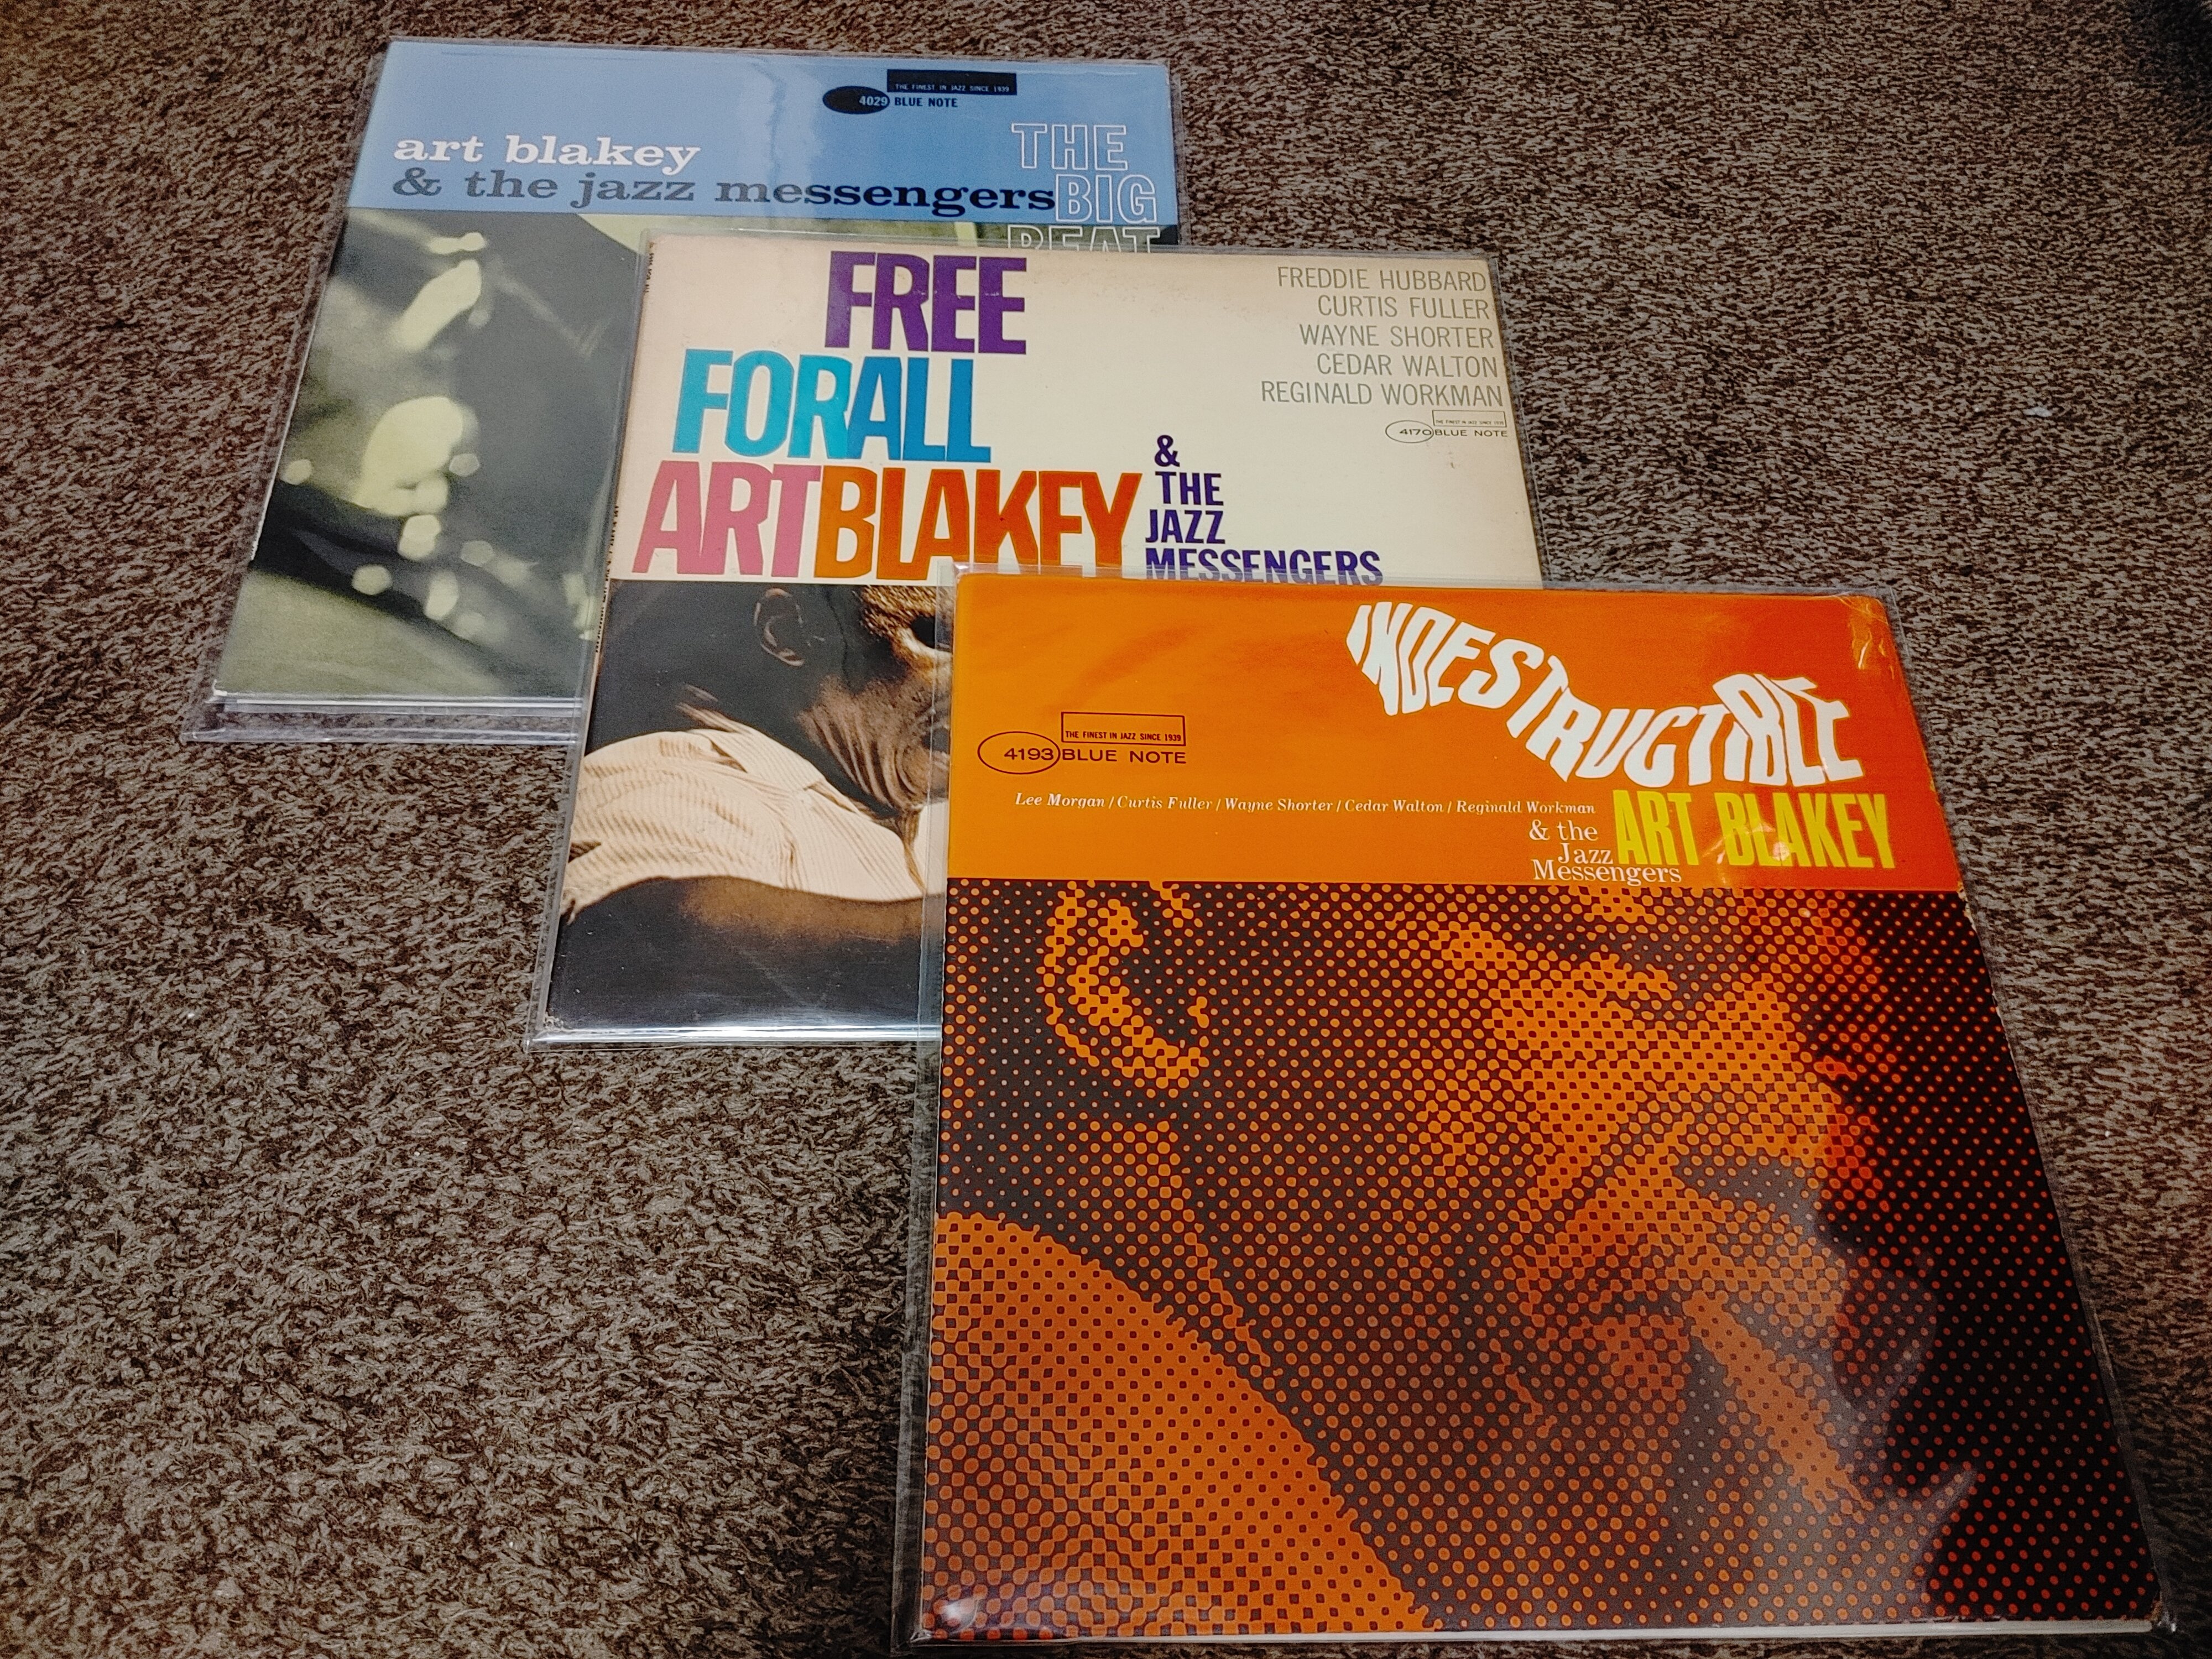 THE FINEST IN JAZZ SINCE 1939
4029 BLUE NOTE
art blakey
& the jazz messengers
THE
BIG
BEAT
FREE
FOR ALL
ART BLAKEY
&
THE
JAZZ
MESSENGERS
FREDDIE HUBBARD
CURTIS FULLER
WAYNE SHORTER
CEDAR WALTON
REGINALD WORKMAN
THE FINEST IN JAZZ SINCE 1939
4170 BLUE NOTE
INDESTRUCTIBLE
THE FINEST IN JAZZ SINCE 1939
4193 BLUE NOTE
Lee Morgan / Curtis Fuller / Wayne Shorter / Cedar Walton / Reginald Workman
ART BLAKEY
& the
Jazz
Messengers